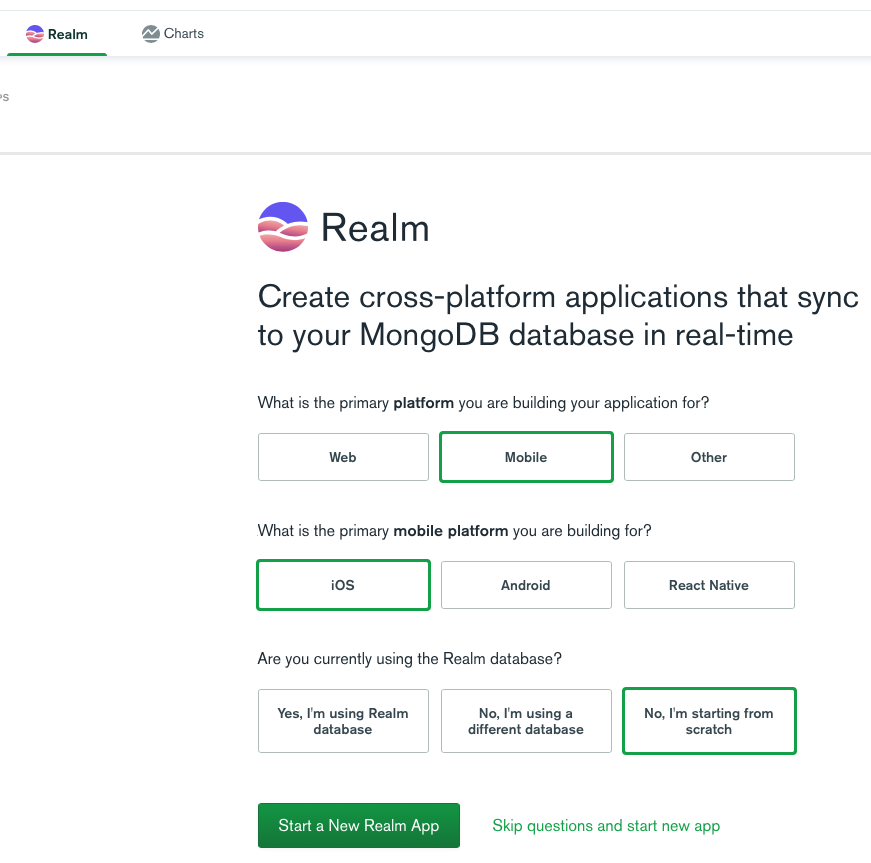 Realm
Charts
Realm
Create cross-platform applications that sync
to your MongoDB database in real-time
What is the primary platform you are building your application for?
Web
Mobile
Other
What is the primary mobile platform you are building for?
iOS
Android
React Native
Are you currently using the Realm database?
Yes, I'm using Realm
database
No, I'm using a
different database
No, I'm starting from
scratch
Start a New Realm App
Skip questions and start new app